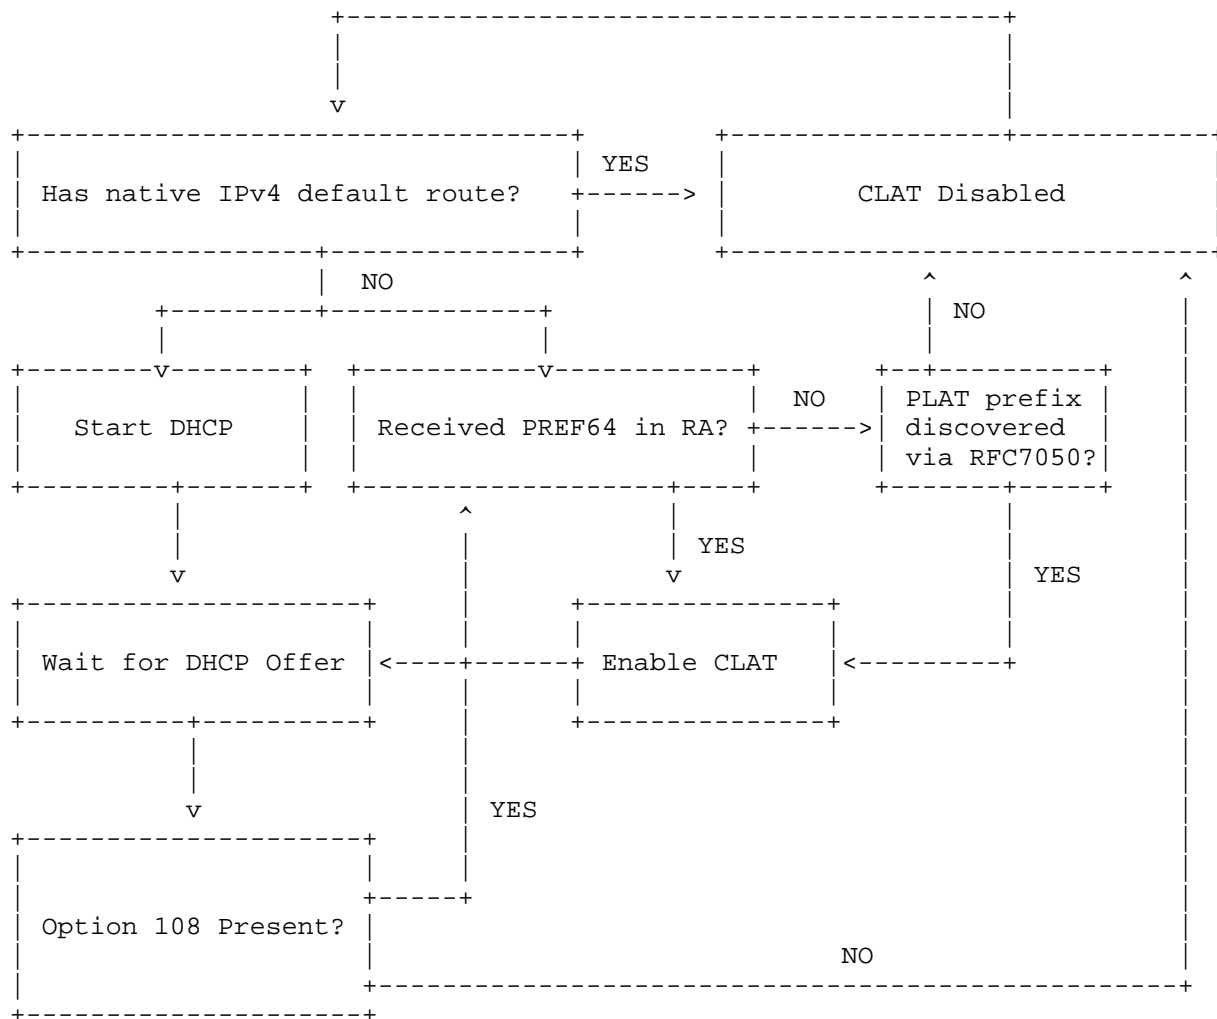 YES
Has native IPv4 default route?
CLAT Disabled
NO
NO
NO
PLAT prefix
Start DHCP
Received PREF64 in RA?
discovered
via RFC7050?
YES
YES
Wait for DHCP Offer
Enable CLAT
YES
Option 108 Present?
NO